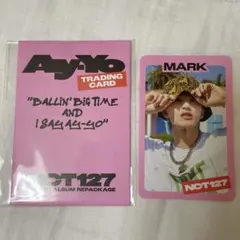 Ay-Yo
TRADING
CARD
"BALLIN' BIG TIME
AND
I SAY AY-YO"
NCT127
ALBUM REPACKAGE
MARK
NCT127